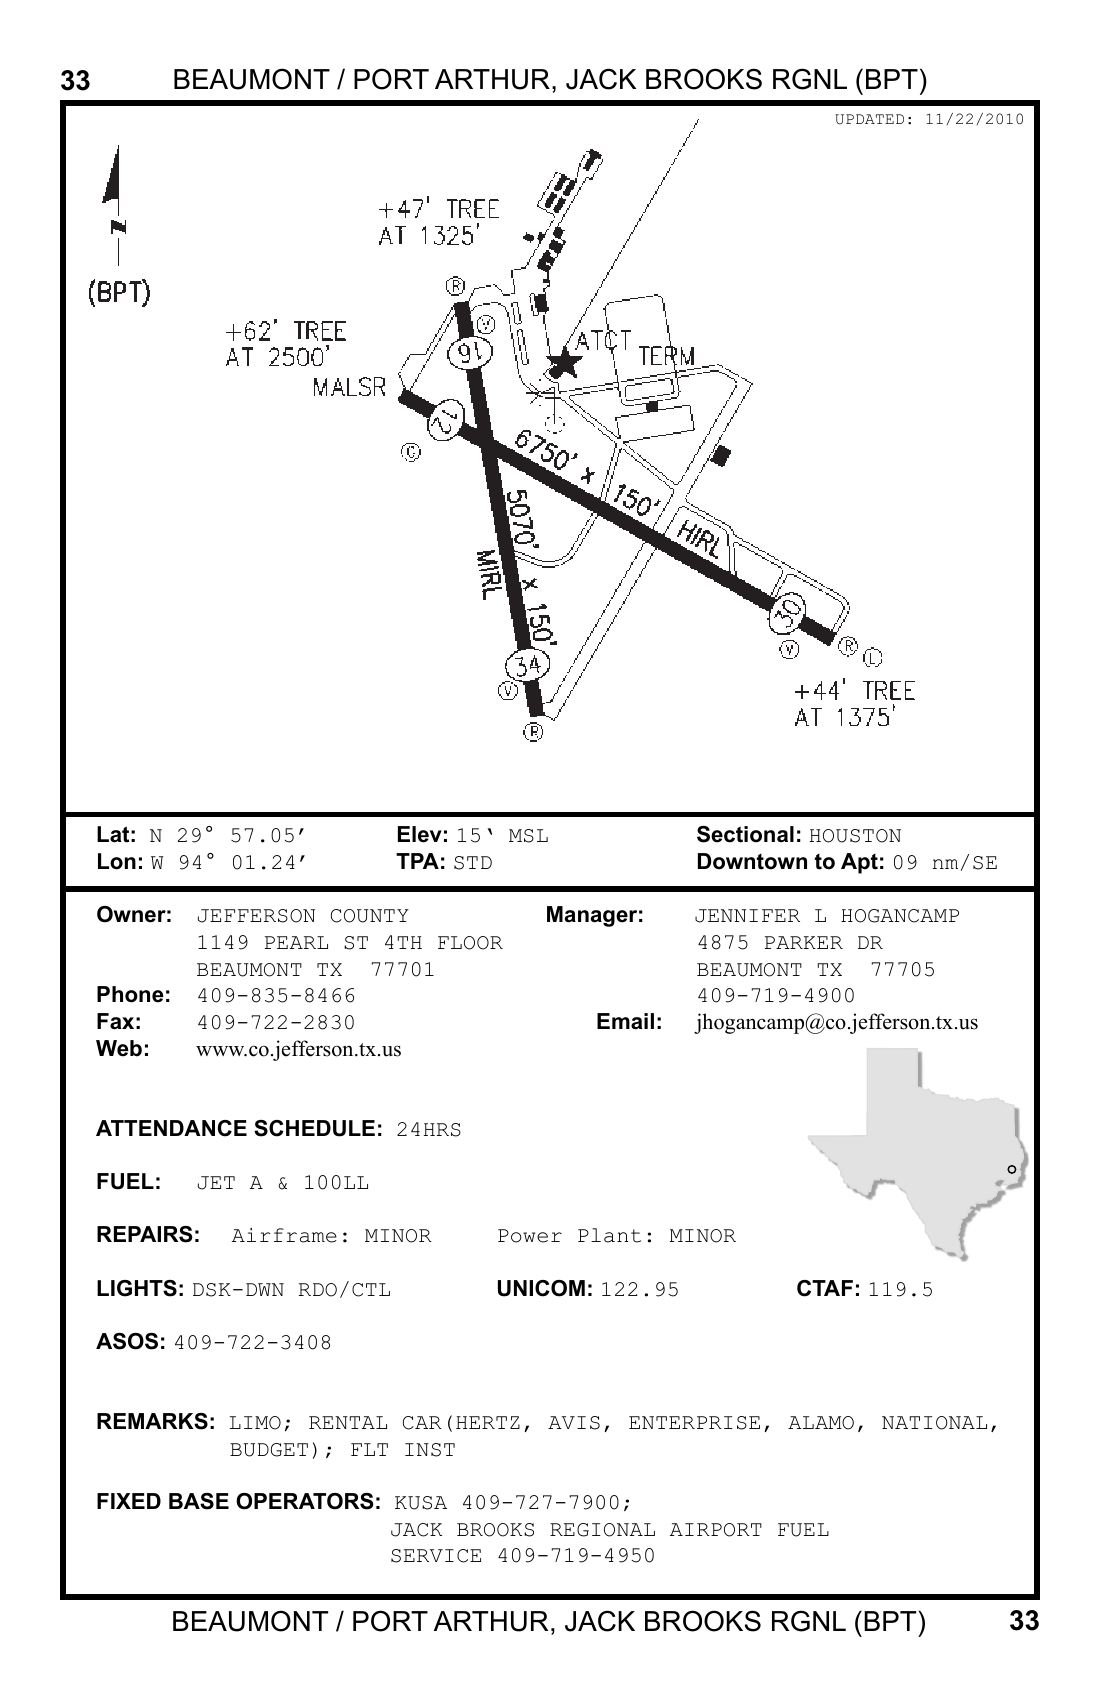 33 BEAUMONT / PORT ARTHUR, JACK BROOKS RGNL (BPT)
UPDATED: 11/22/2010
z
(BPT)
+47' TREE
AT 1325'
R
V
+62' TREE
AT 2500'
16
ATCT
TERM
MALSR
12
C
6750' x 150'
HIRL
5070' x 150'
MIRL
30
V
R
L
34
V
R
+44' TREE
AT 1375'
Lat: N 29° 57.05’ Elev: 15‘ MSL Sectional: HOUSTON
Lon: W 94° 01.24’ TPA: STD Downtown to Apt: 09 nm/SE
Owner: JEFFERSON COUNTY Manager: JENNIFER L HOGANCAMP
1149 PEARL ST 4TH FLOOR 4875 PARKER DR
BEAUMONT TX 77701 BEAUMONT TX 77705
Phone: 409-835-8466 409-719-4900
Fax: 409-722-2830 Email: jhogancamp@co.jefferson.tx.us
Web: www.co.jefferson.tx.us
ATTENDANCE SCHEDULE: 24HRS
FUEL: JET A & 100LL
REPAIRS: Airframe: MINOR Power Plant: MINOR
LIGHTS: DSK-DWN RDO/CTL UNICOM: 122.95 CTAF: 119.5
ASOS: 409-722-3408
REMARKS: LIMO; RENTAL CAR(HERTZ, AVIS, ENTERPRISE, ALAMO, NATIONAL,
BUDGET); FLT INST
FIXED BASE OPERATORS: KUSA 409-727-7900;
JACK BROOKS REGIONAL AIRPORT FUEL
SERVICE 409-719-4950
BEAUMONT / PORT ARTHUR, JACK BROOKS RGNL (BPT) 33